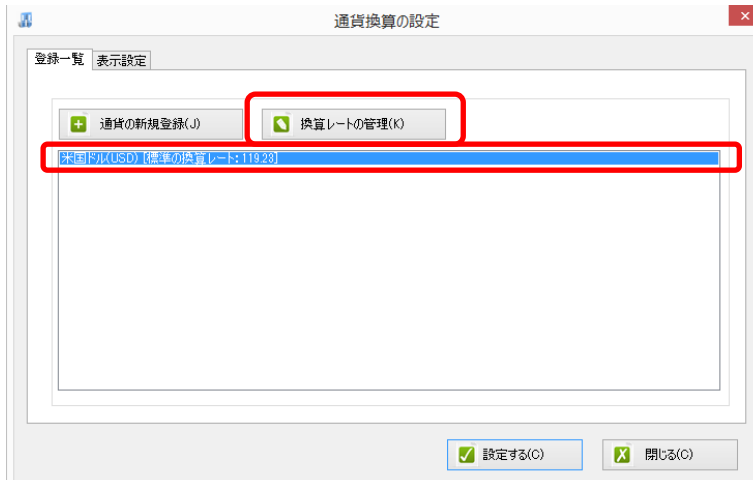 通貨換算の設定
登録一覧 表示設定
通貨の新規登録(J) 換算レートの管理(K)
米国ドル(USD) [標準の換算レート: 119.23]
設定する(C) 閉じる(C)